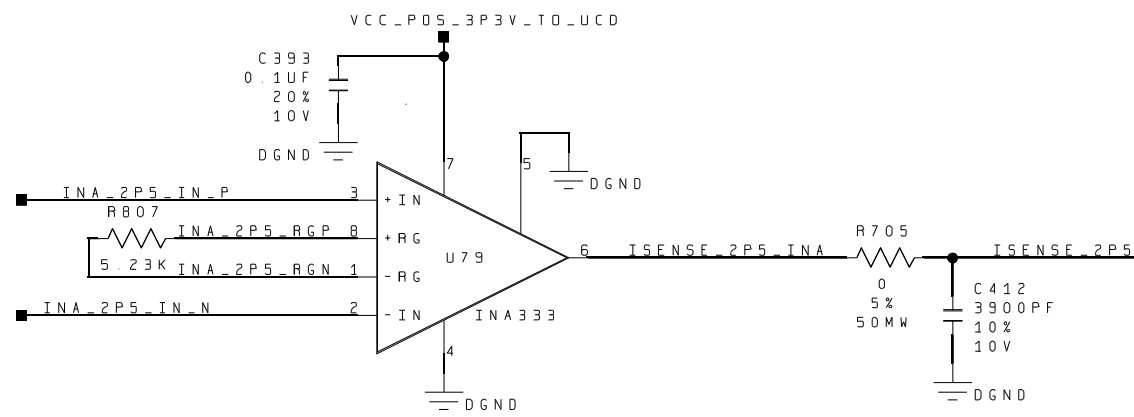 VCC_POS_3P3V_TO_UCD
C393
0.1UF
20%
10V
DGND
7
5
DGND
INA_2P5_IN_P
3
+IN
R807
INA_2P5_RGP
8
+RG
5.23K
INA_2P5_RGN
1
-RG
U79
6
ISENSE_2P5_INA
R705
0
5%
50MW
ISENSE_2P5
INA_2P5_IN_N
2
-IN
INA333
C412
3900PF
10%
10V
4
DGND
DGND